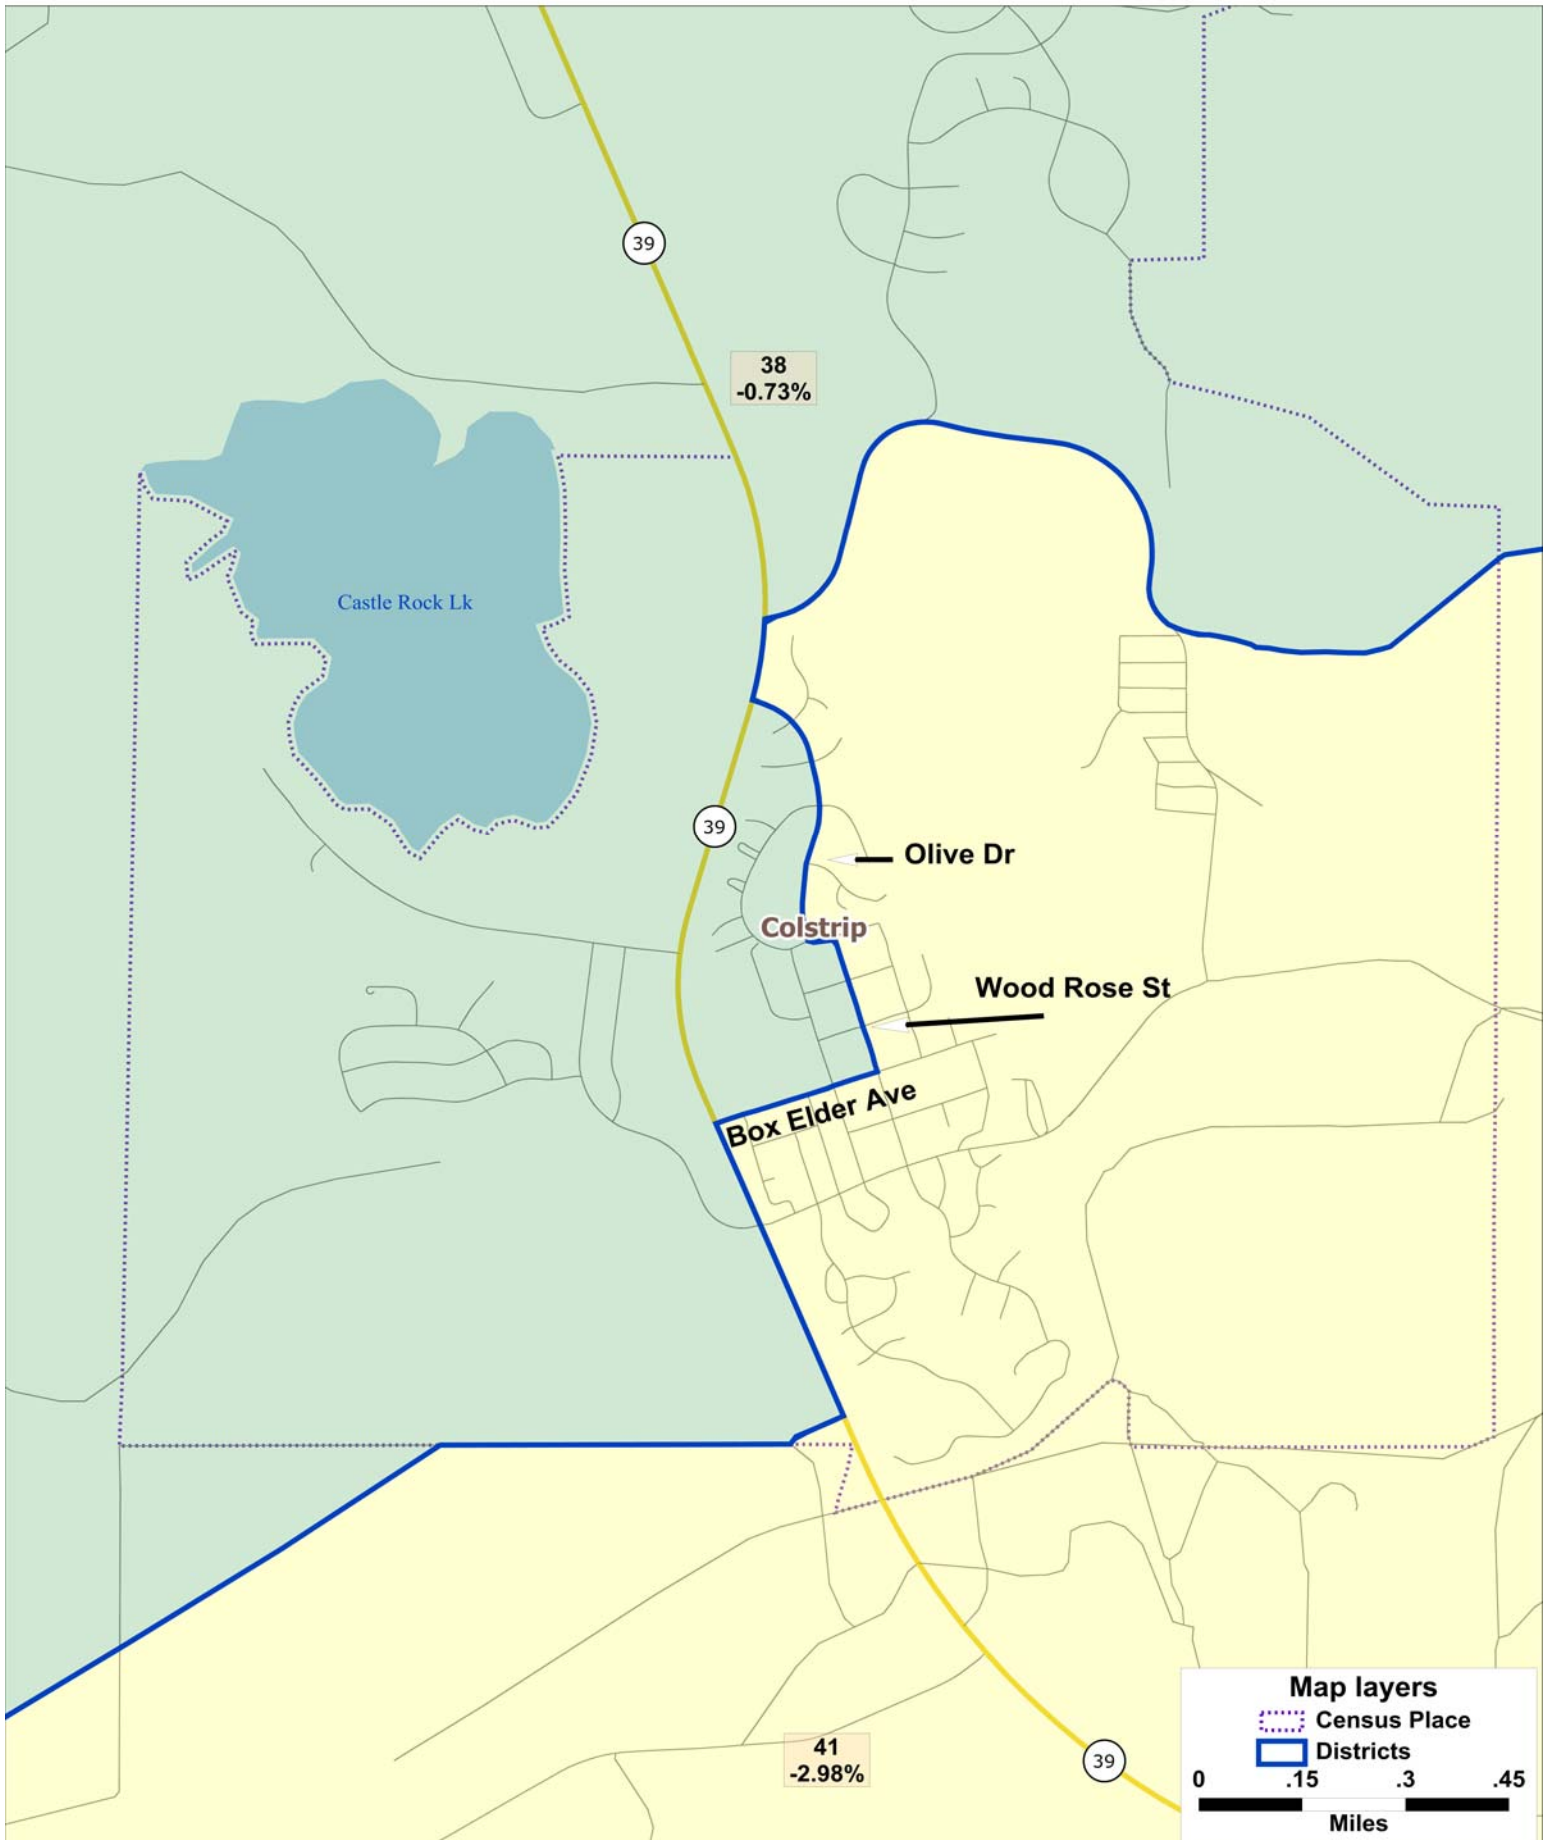 39
38
-0.73%
Castle Rock Lk
39
Olive Dr
Colstrip
Wood Rose St
Box Elder Ave
Map layers
Census Place
Districts
0 .15 .3 .45
Miles
41
-2.98%
39